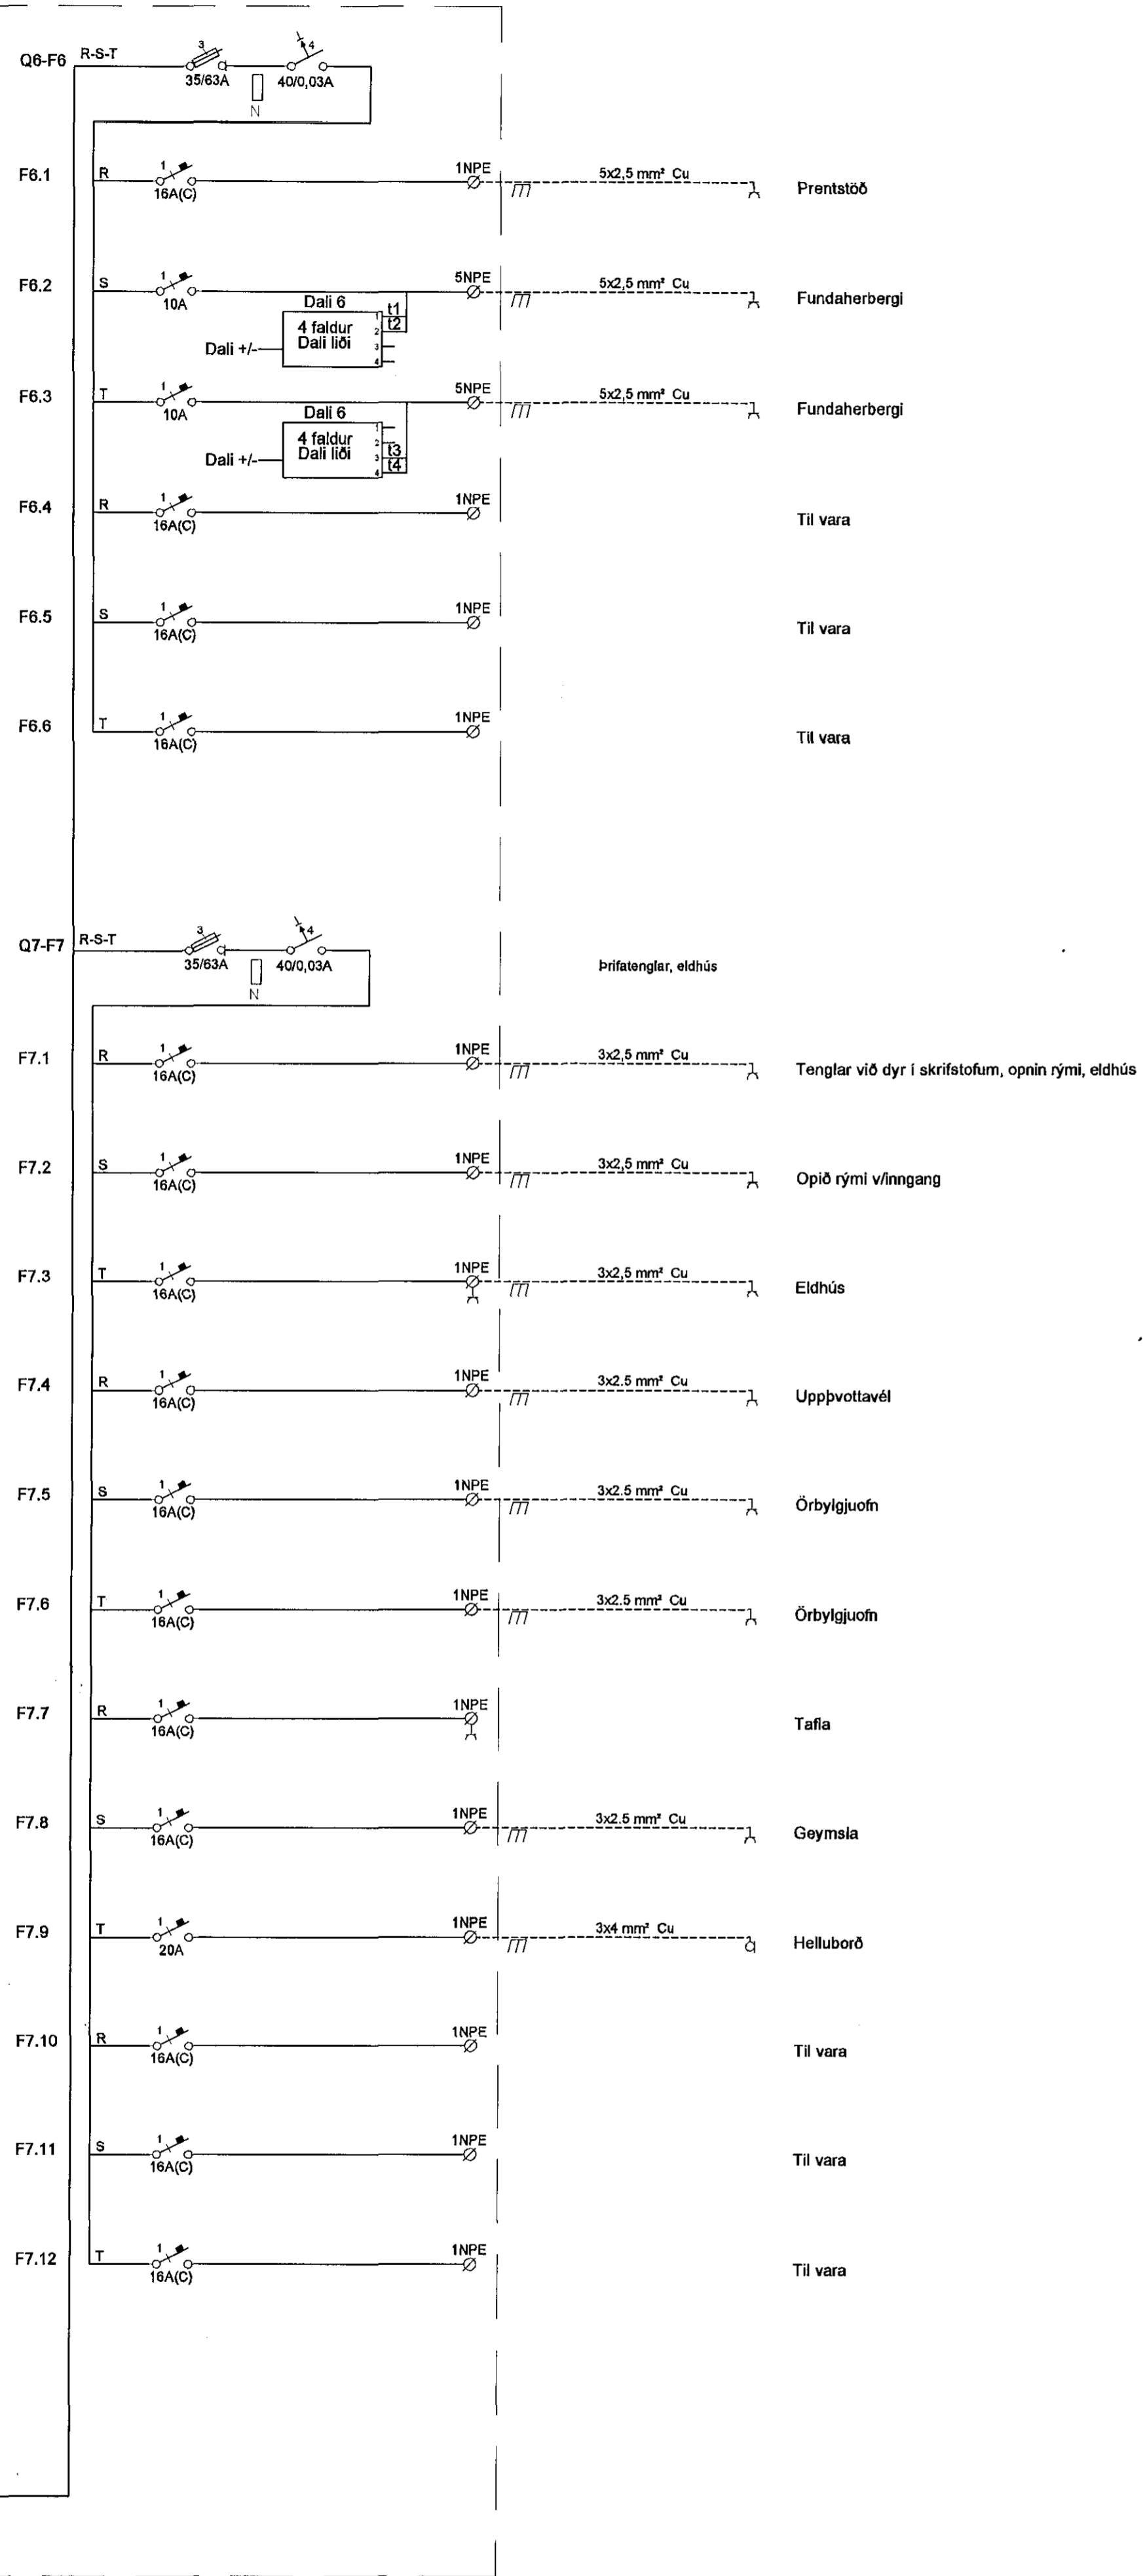 Q6-F6 R-S-T 3 35/63A N 4 40/0,03A
F6.1 R 1 16A(C) 1NPE 5x2,5 mm² Cu Prentstöð
F6.2 S 1 10A 5NPE 5x2,5 mm² Cu Fundaherbergi
Dali 6
Dali +/- 4 faldur Dali liði 1 2 3 4 t1 t2
F6.3 T 1 10A 5NPE 5x2,5 mm² Cu Fundaherbergi
Dali 6
Dali +/- 4 faldur Dali liði 1 2 3 4 t3 t4
F6.4 R 1 16A(C) 1NPE Til vara
F6.5 S 1 16A(C) 1NPE Til vara
F6.6 T 1 16A(C) 1NPE Til vara
Q7-F7 R-S-T 3 35/63A N 4 40/0,03A Þrifatenglar, eldhús
F7.1 R 1 16A(C) 1NPE 3x2,5 mm² Cu Tenglar við dyr í skrifstofum, opnin rými, eldhús
F7.2 S 1 16A(C) 1NPE 3x2,5 mm² Cu Opið rými v/inngang
F7.3 T 1 16A(C) 1NPE 3x2,5 mm² Cu Eldhús
F7.4 R 1 16A(C) 1NPE 3x2.5 mm² Cu Uppþvottavél
F7.5 S 1 16A(C) 1NPE 3x2.5 mm² Cu Örbylgjuofn
F7.6 T 1 16A(C) 1NPE 3x2.5 mm² Cu Örbylgjuofn
F7.7 R 1 16A(C) 1NPE Tafla
F7.8 S 1 16A(C) 1NPE 3x2.5 mm² Cu Geymsla
F7.9 T 1 20A 1NPE 3x4 mm² Cu Helluborð
F7.10 R 1 16A(C) 1NPE Til vara
F7.11 S 1 16A(C) 1NPE Til vara
F7.12 T 1 16A(C) 1NPE Til vara